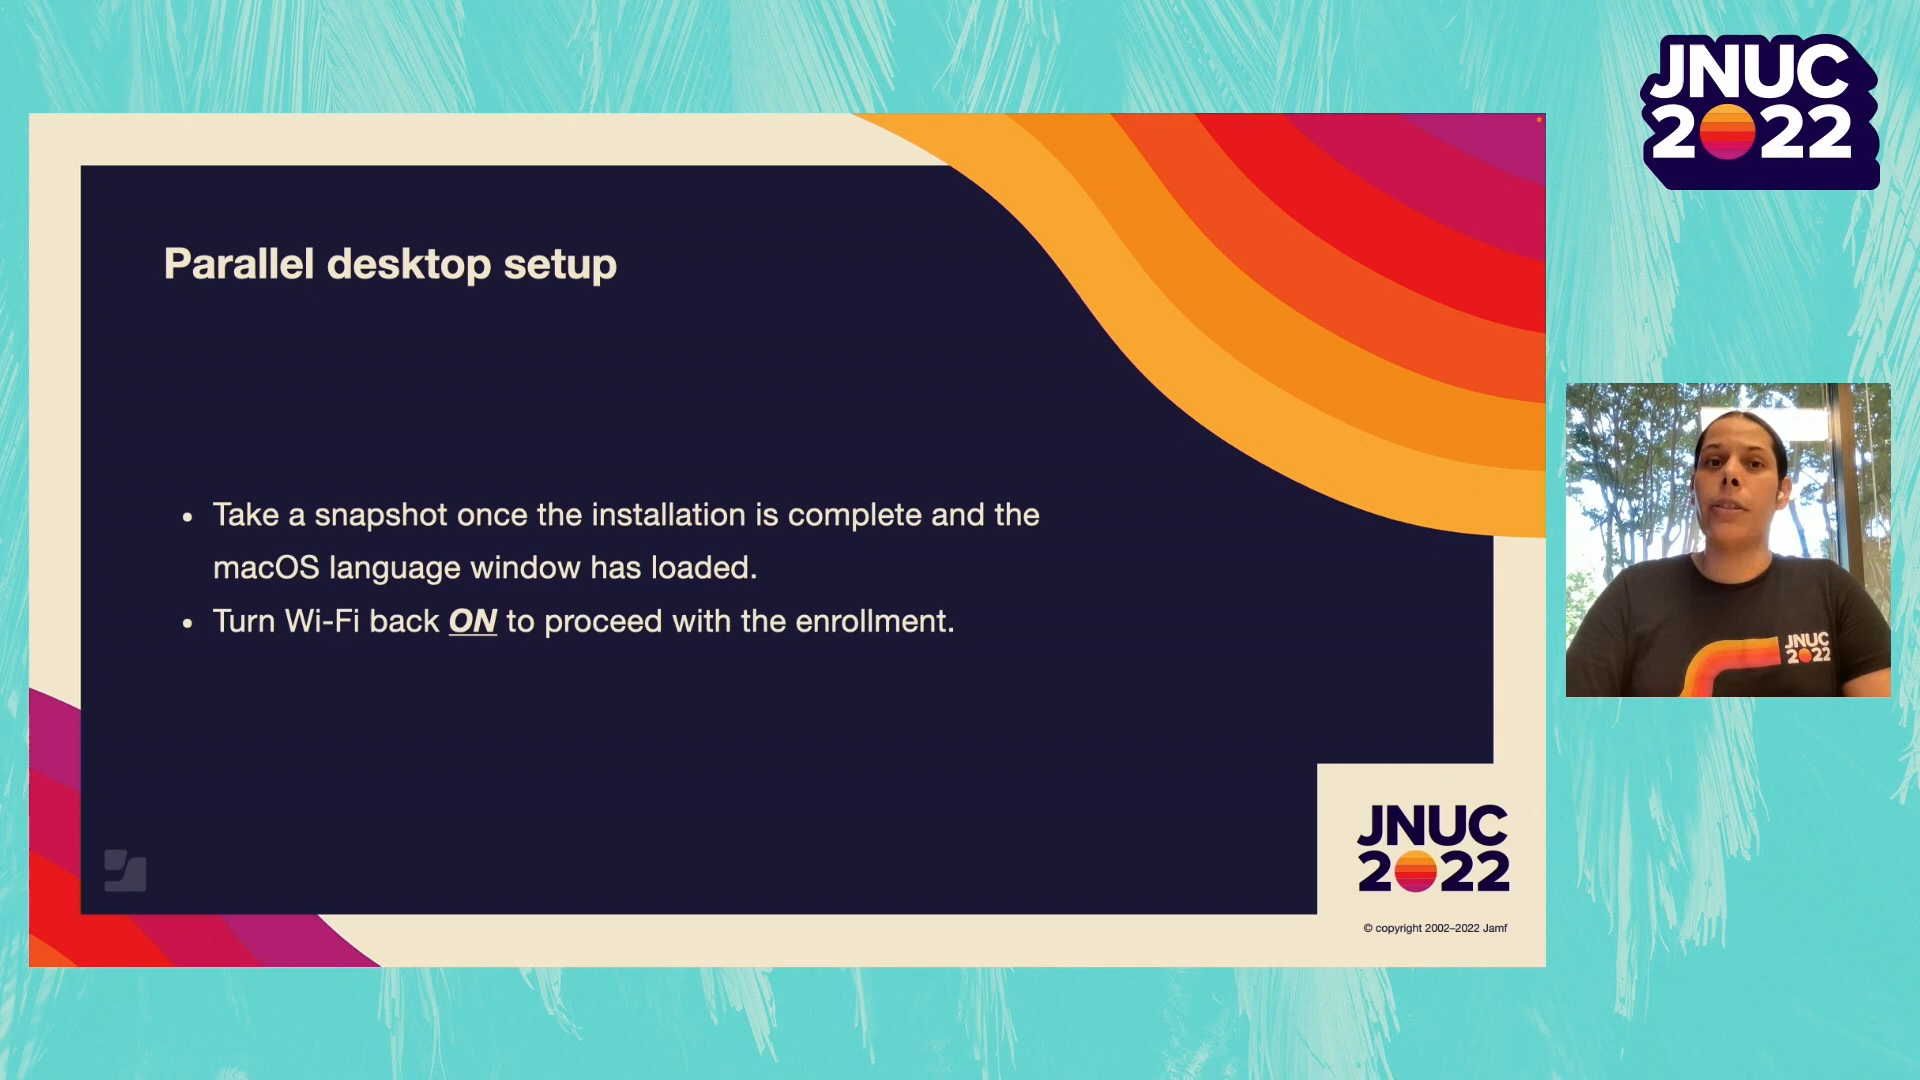 JNUC
2022
Parallel desktop setup
• Take a snapshot once the installation is complete and the
macOS language window has loaded.
• Turn Wi-Fi back ON to proceed with the enrollment.
JNUC
2022
JNUC
2022
© copyright 2002–2022 Jamf